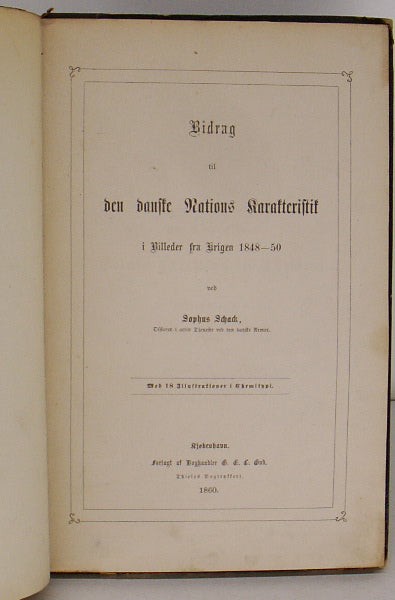 Bidrag
til
den danske Nations Karakteristik
i Billeder fra Krigen 1848—50
ved
Sophus Schack,
Officeer i activ Tjeneste ved den danske Armee.
Med 18 Illustrationer i Chemitypi.
Kjøbenhavn.
Forlagt af Boghandler G. E. C. Gad.
Thieles Bogtrykkeri.
1860.